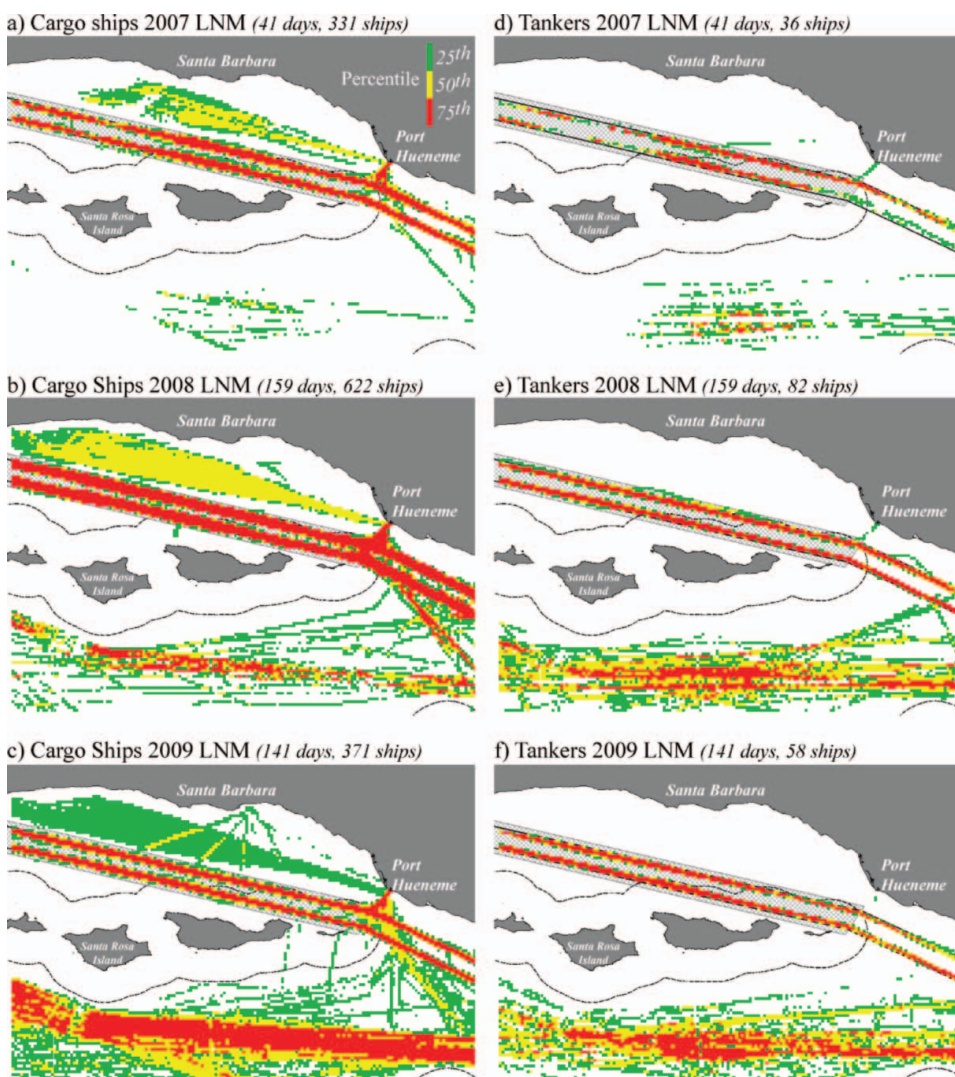 a) Cargo ships 2007 LNM (41 days, 331 ships)
Santa Barbara
Percentile
25th
50th
75th
Port
Hueneme
Santa Rosa
Island
d) Tankers 2007 LNM (41 days, 36 ships)
Santa Barbara
Port
Hueneme
Santa Rosa
Island
b) Cargo Ships 2008 LNM (159 days, 622 ships)
Santa Barbara
Port
Hueneme
Santa Rosa
Island
e) Tankers 2008 LNM (159 days, 82 ships)
Santa Barbara
Port
Hueneme
Santa Rosa
Island
c) Cargo Ships 2009 LNM (141 days, 371 ships)
Santa Barbara
Port
Hueneme
Santa Rosa
Island
f) Tankers 2009 LNM (141 days, 58 ships)
Santa Barbara
Port
Hueneme
Santa Rosa
Island